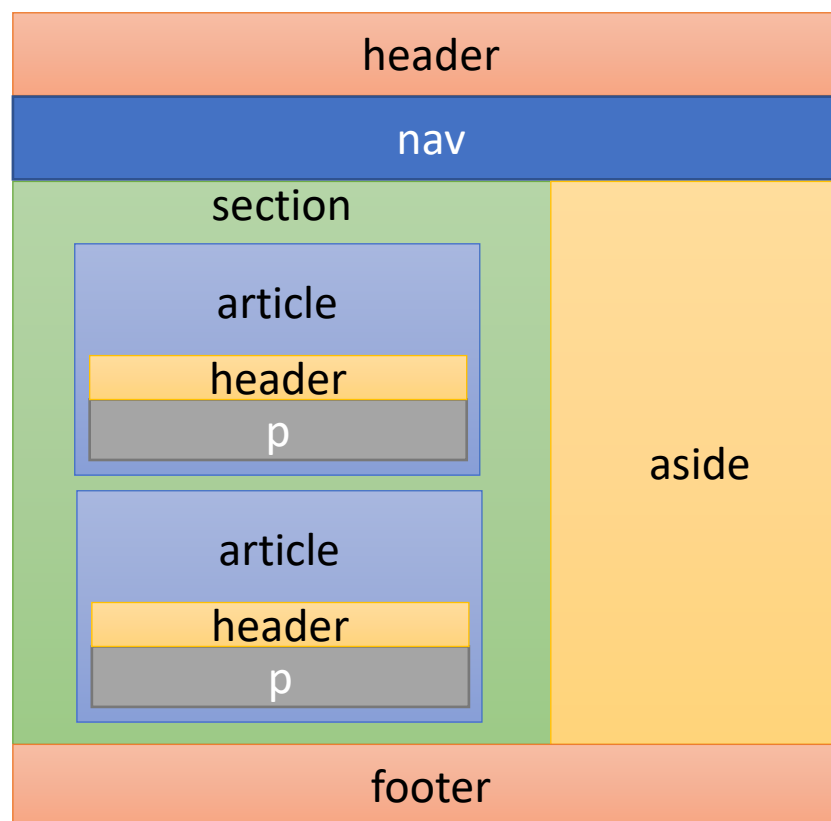 header
nav
section
article
header
p
article
header
p
aside
footer